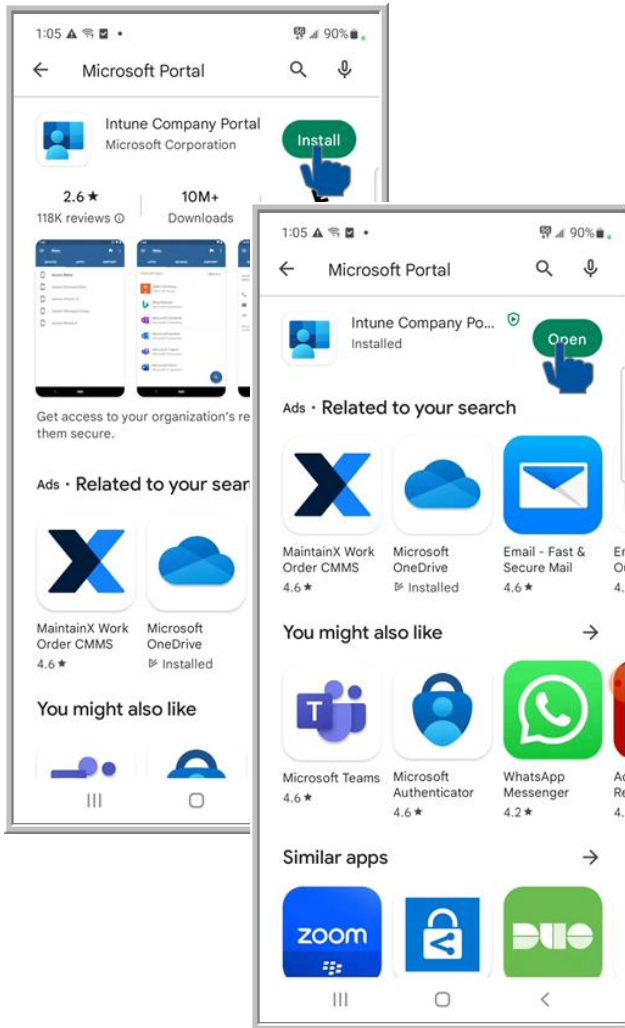 1:05
90%
Microsoft Portal
Intune Company Portal
Microsoft Corporation
Install
2.6★
10M+
118K reviews
Downloads
Get access to your organization's re
them secure.
Ads • Related to your sear
MaintainX Work
Order CMMS
4.6★
Microsoft
OneDrive
Installed
You might also like
1:05
90%
Microsoft Portal
Intune Company Po...
Installed
Open
Ads • Related to your search
MaintainX Work
Order CMMS
4.6★
Microsoft
OneDrive
Installed
Email - Fast &
Secure Mail
4.6★
You might also like
T
Microsoft Teams
4.6★
Microsoft
Authenticator
4.6★
WhatsApp
Messenger
4.2★
Similar apps
zoom
DUO